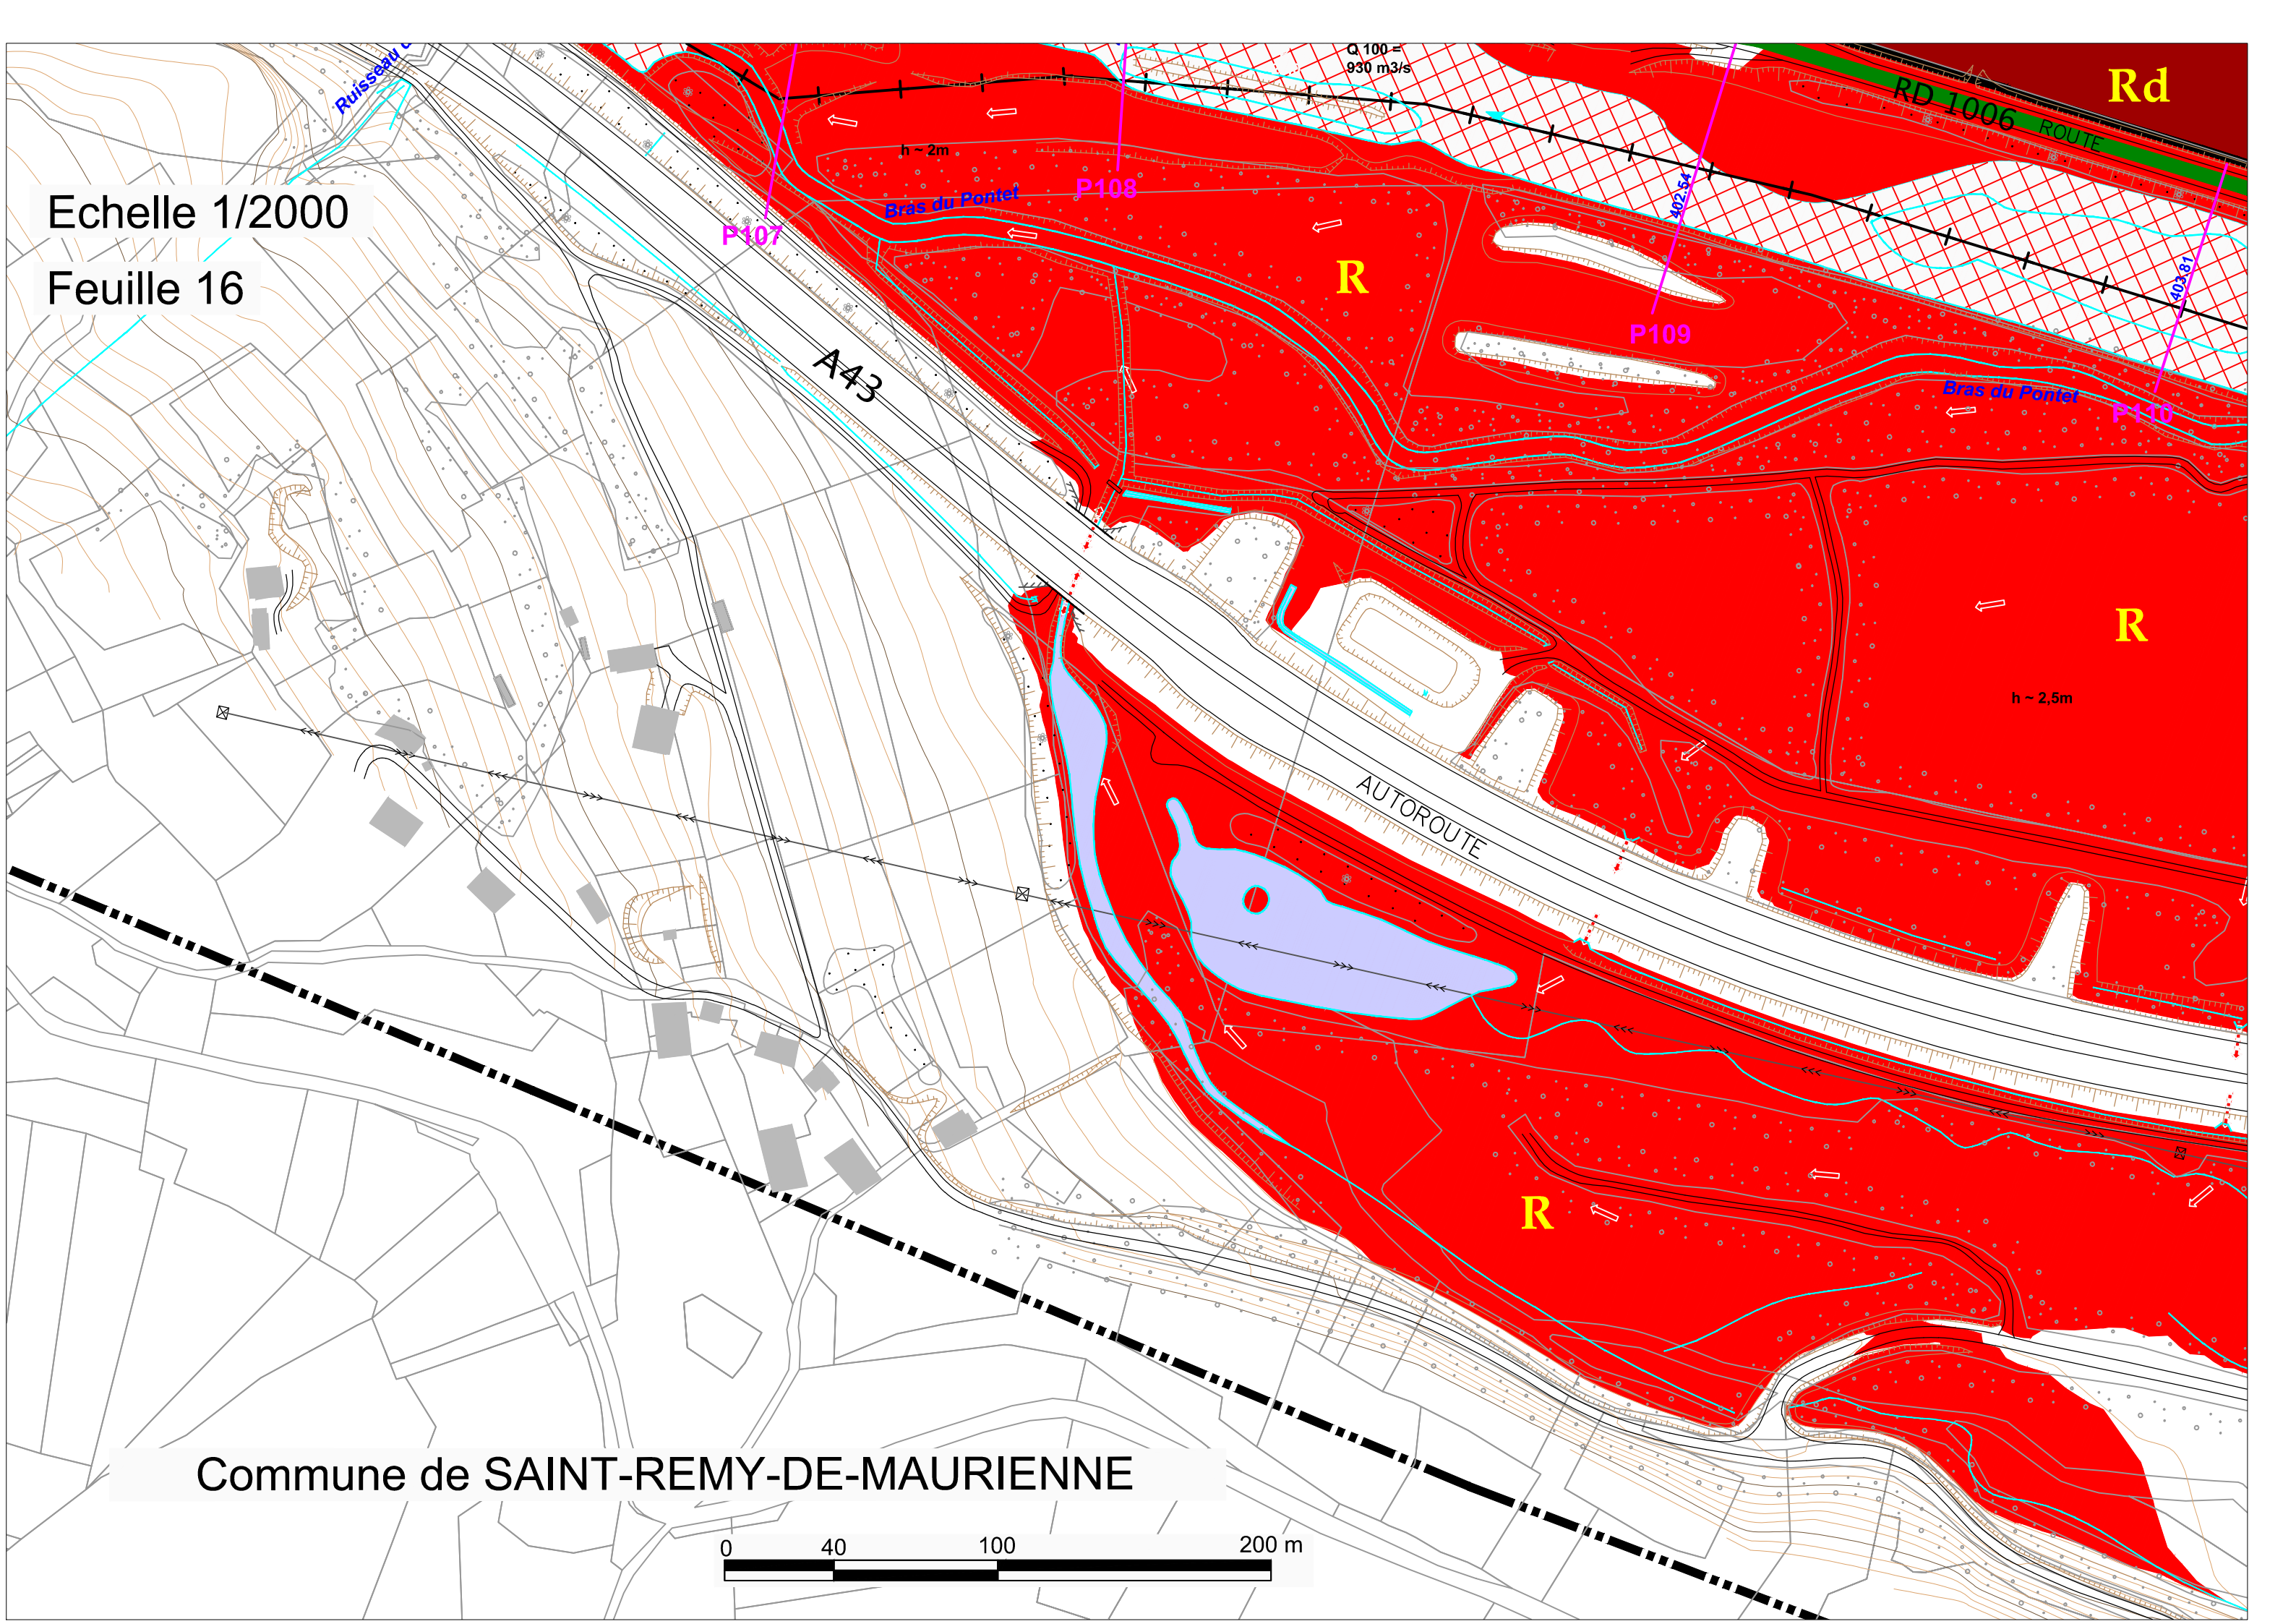 Ruisseau
Q 100 =
930 m3/s
Rd
RD 1006
ROUTE
h ~ 2m
P108
Bras du Pontet
402.54
Echelle 1/2000
P107
R
403.81
Feuille 16
P109
A43
Bras du Pontet
P110
R
h ~ 2,5m
AUTOROUTE
R
Commune de SAINT-REMY-DE-MAURIENNE
0 40 100 200 m